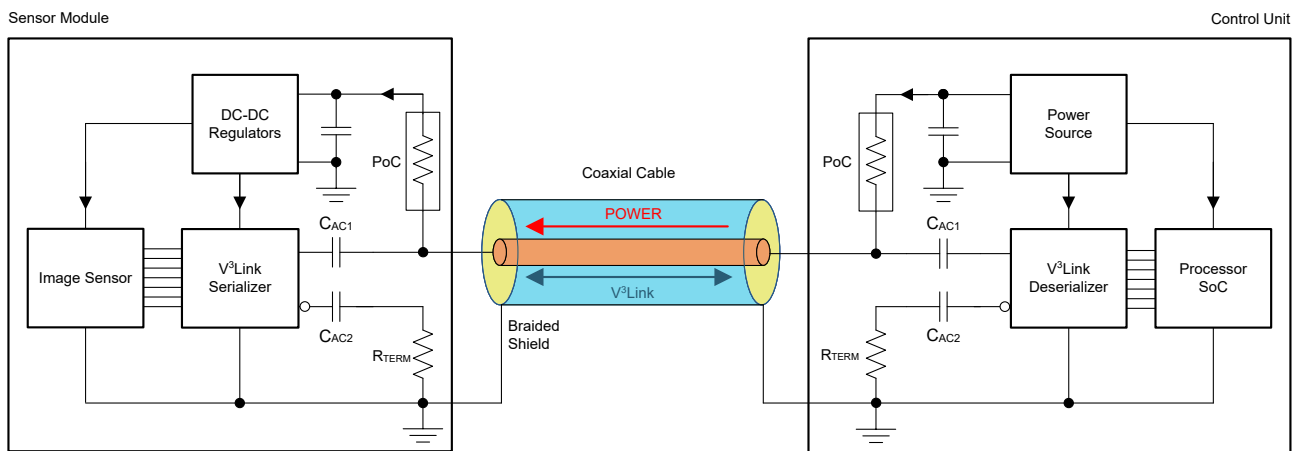 Sensor Module
Control Unit
DC-DC
Regulators
PoC
CAC1
Image Sensor
V³Link
Serializer
CAC2
RTERM
Coaxial Cable
POWER
V³Link
Braided
Shield
Power
Source
PoC
CAC1
V³Link
Deserializer
Processor
SoC
CAC2
RTERM